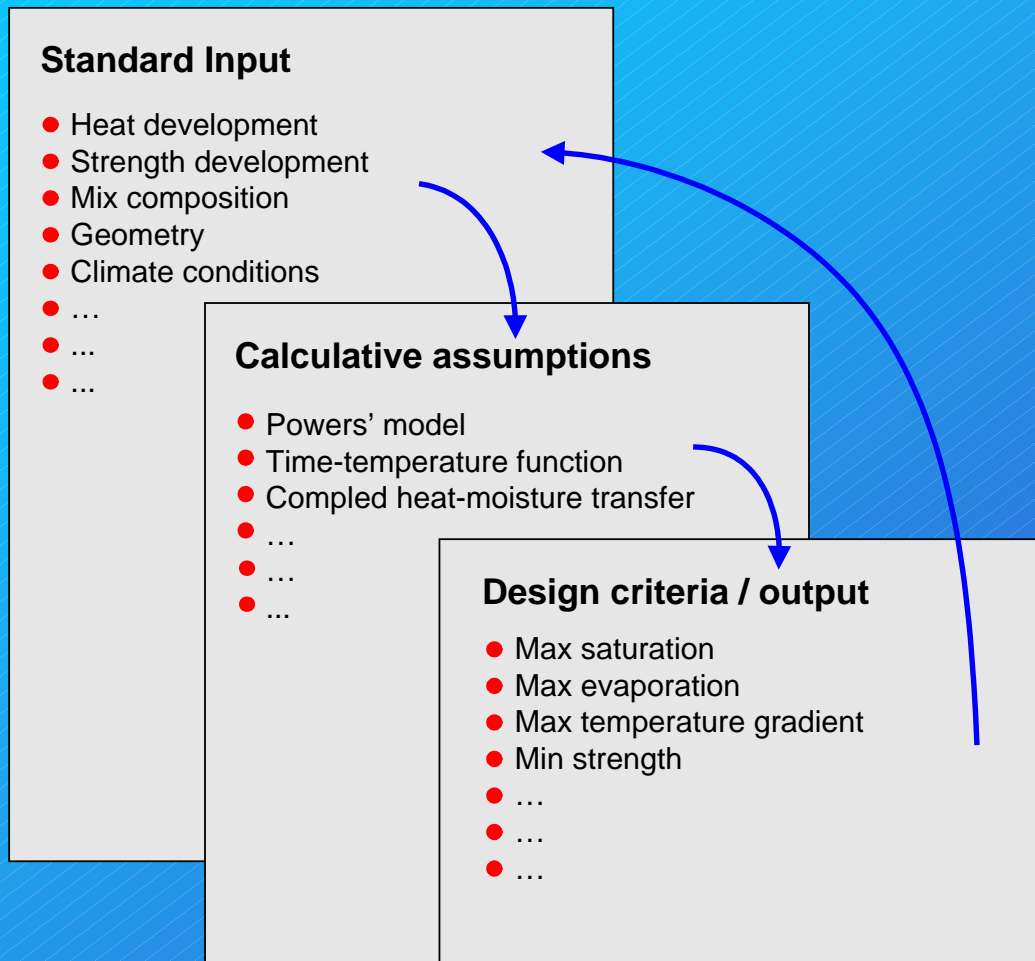 Standard Input
Heat development
Strength development
Mix composition
Geometry
Climate conditions
…
...
...
Calculative assumptions
Powers’ model
Time-temperature function
Compled heat-moisture transfer
…
…
...
Design criteria / output
Max saturation
Max evaporation
Max temperature gradient
Min strength
…
…
…